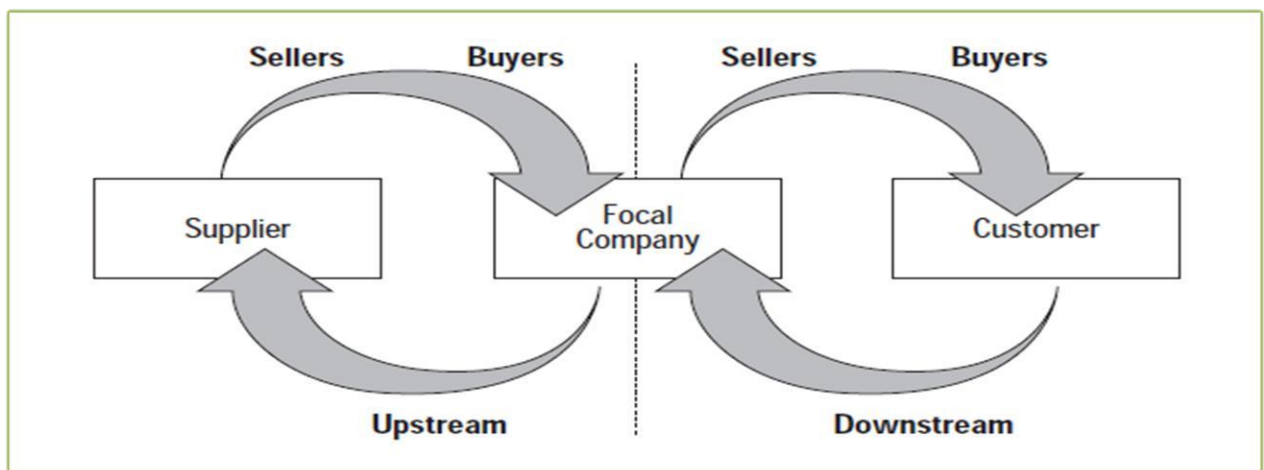 Sellers Buyers Sellers Buyers
Supplier
Focal
Company
Customer
Upstream Downstream